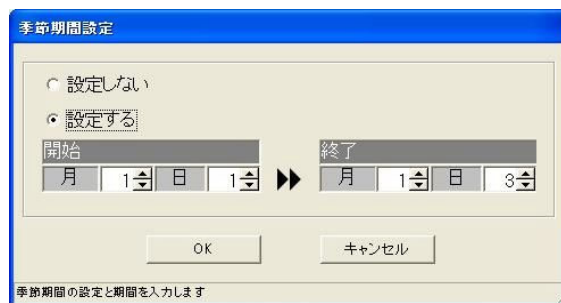 季節期間設定
設定しない
設定する
開始 終了
月 1 日 1 月 1 日 3
OK キャンセル
季節期間の設定と期間を入力します